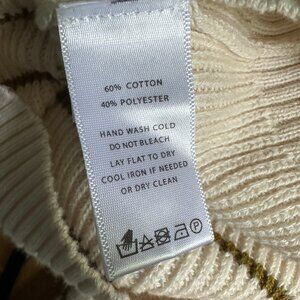 60% COTTON
40% POLYESTER
HAND WASH COLD
DO NOT BLEACH
LAY FLAT TO DRY
COOL IRON IF NEEDED
OR DRY CLEAN